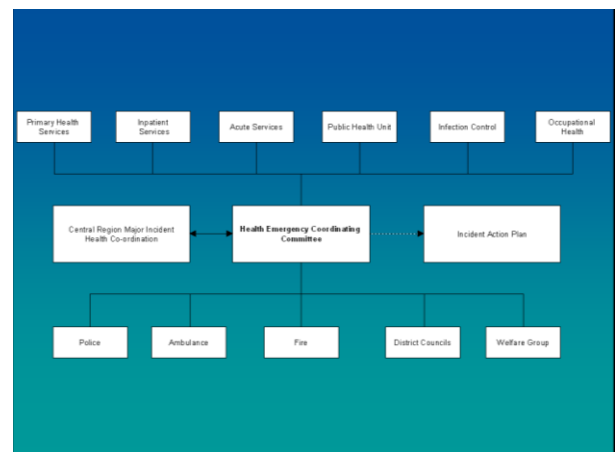 Primary Health
Services
Inpatient
Services
Acute Services
Public Health Unit
Infection Control
Occupational
Health
Central Region Major Incident
Health Co-ordination
Health Emergency Coordinating
Committee
Incident Action Plan
Police
Ambulance
Fire
District Councils
Welfare Group